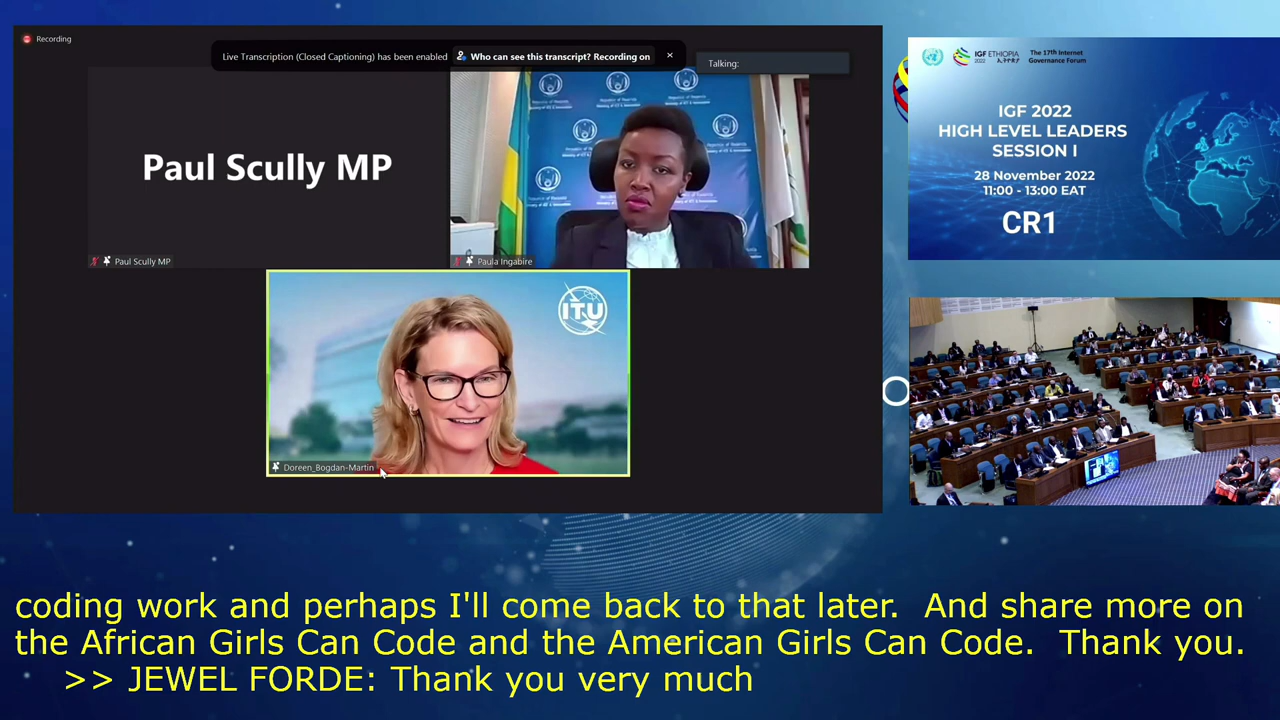 Recording
Live Transcription (Closed Captioning) has been enabled
Who can see this transcript? Recording on
Talking:
Paul Scully MP
Paul Scully MP
Paula Ingabire
ITU
Doreen_Bogdan-Martin
IGF ETHIOPIA
2022 ኢትዮጵያ
The 17th Internet
Governance Forum
IGF 2022
HIGH LEVEL LEADERS
SESSION I
28 November 2022
11:00 - 13:00 EAT
CR1
coding work and perhaps I'll come back to that later. And share more on
the African Girls Can Code and the American Girls Can Code. Thank you.
>> JEWEL FORDE: Thank you very much